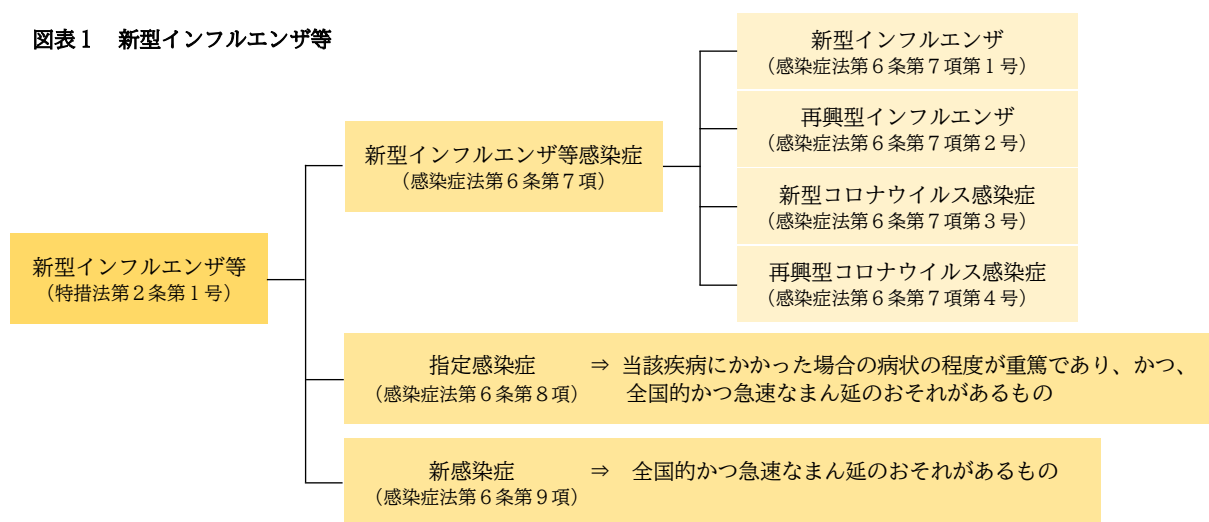 図表１　新型インフルエンザ等
新型インフルエンザ
（感染症法第６条第７項第１号）
再興型インフルエンザ
（感染症法第６条第７項第２号）
新型インフルエンザ等感染症
（感染症法第６条第７項）
新型コロナウイルス感染症
（感染症法第６条第７項第３号）
再興型コロナウイルス感染症
（感染症法第６条第７項第４号）
新型インフルエンザ等
（特措法第２条第１号）
指定感染症　⇒ 当該疾病にかかった場合の病状の程度が重篤であり、かつ、
（感染症法第６条第８項）　全国的かつ急速なまん延のおそれがあるもの
新感染症　⇒　全国的かつ急速なまん延のおそれがあるもの
（感染症法第６条第９項）